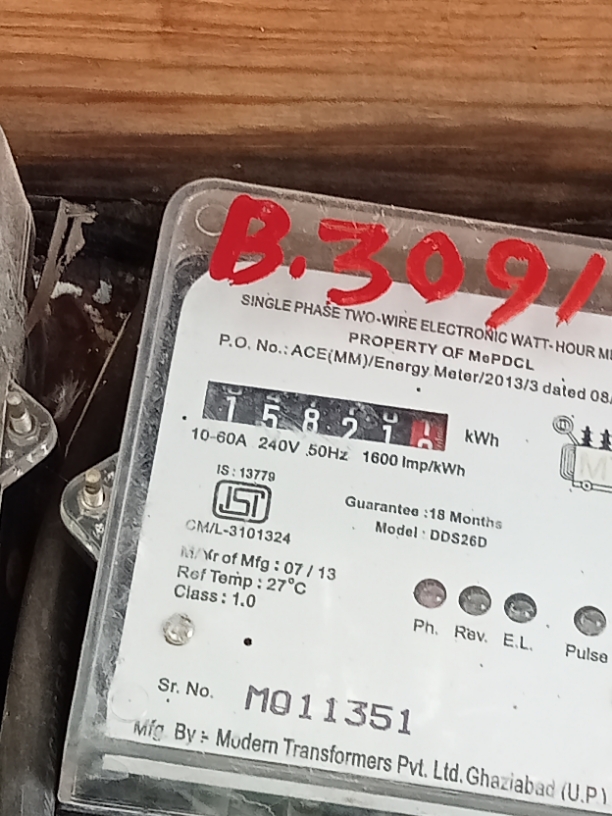 B.3091
SINGLE PHASE TWO-WIRE ELECTRONIC WATT-HOUR
PROPERTY OF MePDCL
P.O. No.: ACE(MM)/Energy Meter/2013/3 dated 08/
15821 kWh
10-60A 240V 50Hz 1600 Imp/kWh
IS : 13779
ISI
CM/L-3101324
Guarantee :18 Months
Model : DDS26D
M/Yr of Mfg : 07 / 13
Ref Temp : 27°C
Class : 1.0
Ph. Rev. E.L. Pulse
Sr. No. M011351
Mfg. By :- Modern Transformers Pvt. Ltd. Ghaziabad (U.P.)